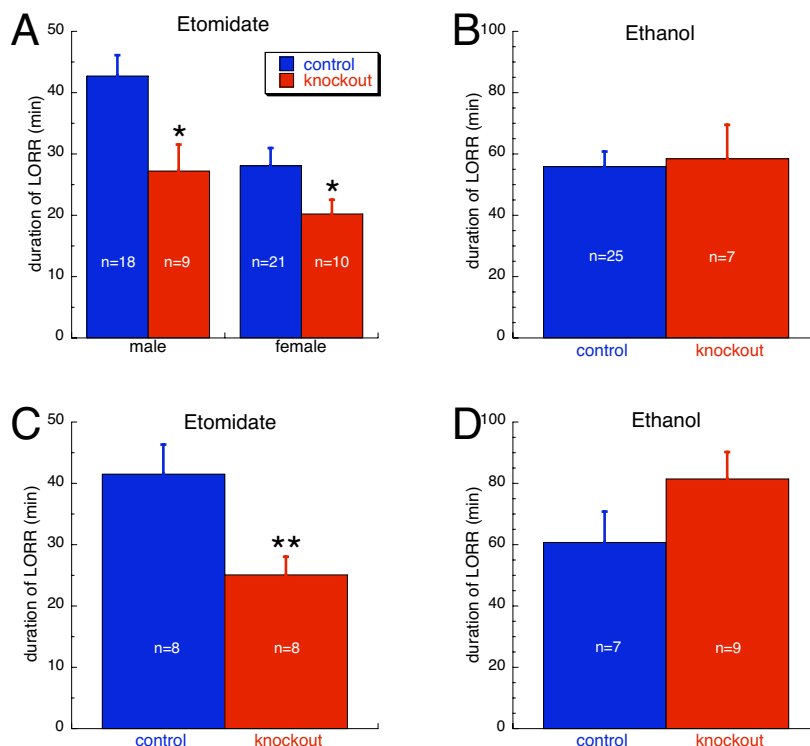 A
Etomidate
control
knockout
duration of LORR (min)
50
40
30
20
10
0
*
*
n=18
n=9
n=21
n=10
male
female
B
Ethanol
duration of LORR (min)
100
80
60
40
20
0
n=25
n=7
control
knockout
C
Etomidate
duration of LORR (min)
50
40
30
20
10
0
**
n=8
n=8
control
knockout
D
Ethanol
duration of LORR (min)
100
80
60
40
20
0
n=7
n=9
control
knockout